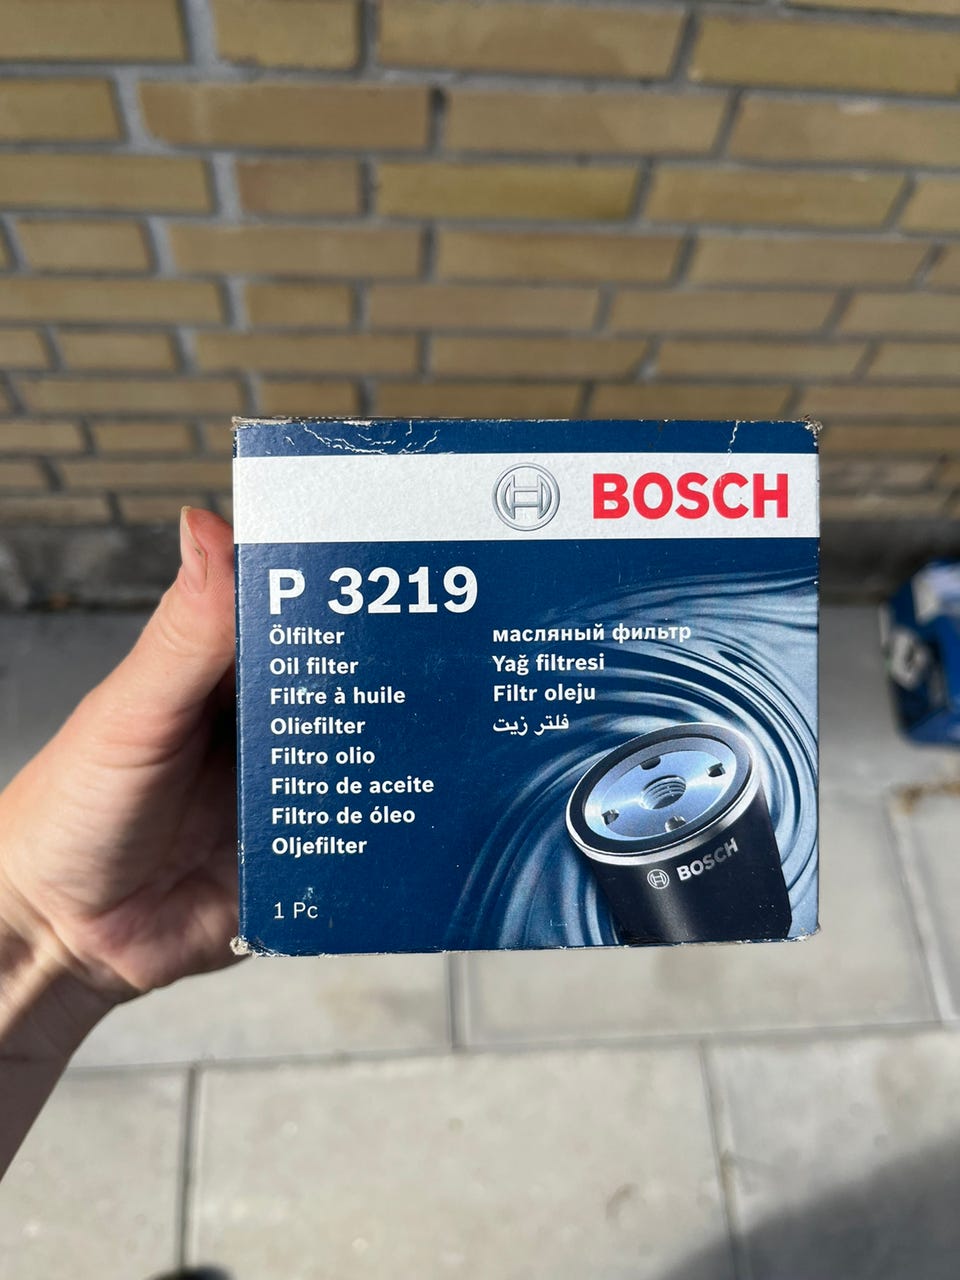 BOSCH
P 3219
Ölfilter
Oil filter
Filtre à huile
Oliefilter
Filtro olio
Filtro de aceite
Filtro de óleo
Oljefilter
масляный фильтр
Yağ filtresi
Filtr oleju
فلتر زيت
BOSCH
1 Pc